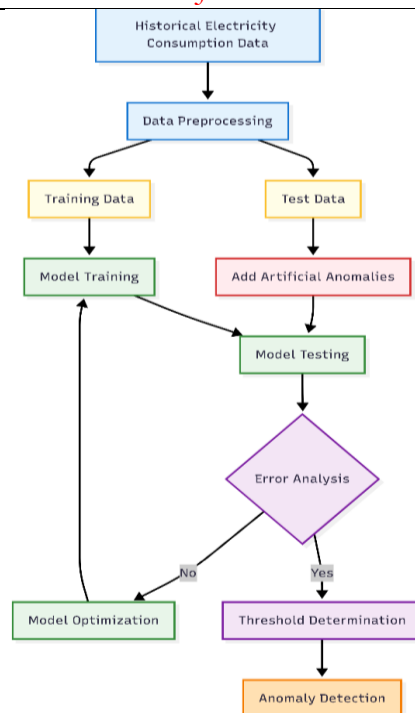 Historical Electricity
Consumption Data
Data Preprocessing
Training Data
Test Data
Model Training
Add Artificial Anomalies
Model Testing
Error Analysis
No
Yes
Model Optimization
Threshold Determination
Anomaly Detection